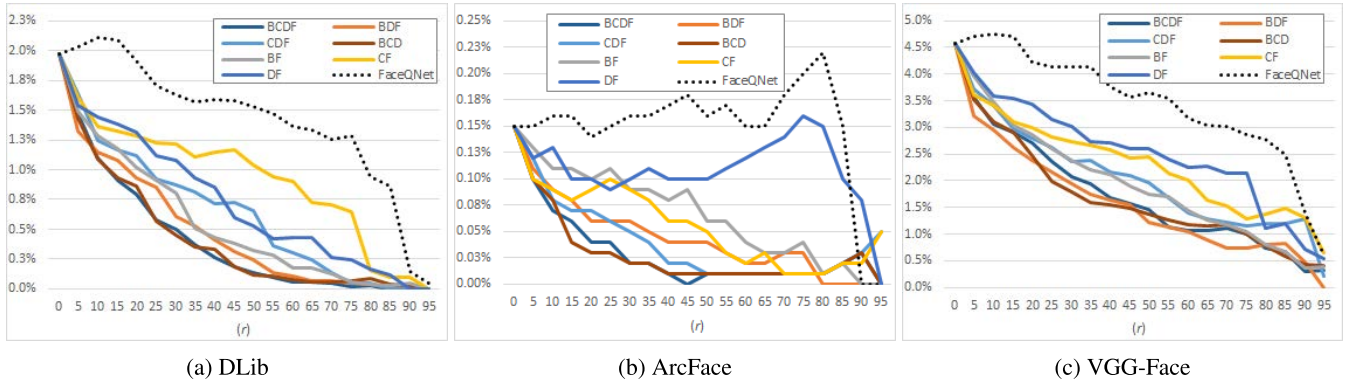 2.3%
2.0%
1.8%
1.5%
1.3%
1.0%
0.8%
0.5%
0.3%
0.0%
BCDF BDF
CDF BCD
BF CF
DF FaceQNet
0 5 10 15 20 25 30 35 40 45 50 55 60 65 70 75 80 85 90 95
(r)
(a) DLib
0.25%
0.23%
0.20%
0.18%
0.15%
0.13%
0.10%
0.08%
0.05%
0.03%
0.00%
BCDF BDF
CDF BCD
BF CF
DF FaceQNet
0 5 10 15 20 25 30 35 40 45 50 55 60 65 70 75 80 85 90 95
(r)
(b) ArcFace
5.0%
4.5%
4.0%
3.5%
3.0%
2.5%
2.0%
1.5%
1.0%
0.5%
0.0%
BCDF BDF
CDF BCD
BF CF
DF FaceQNet
0 5 10 15 20 25 30 35 40 45 50 55 60 65 70 75 80 85 90 95
(r)
(c) VGG-Face